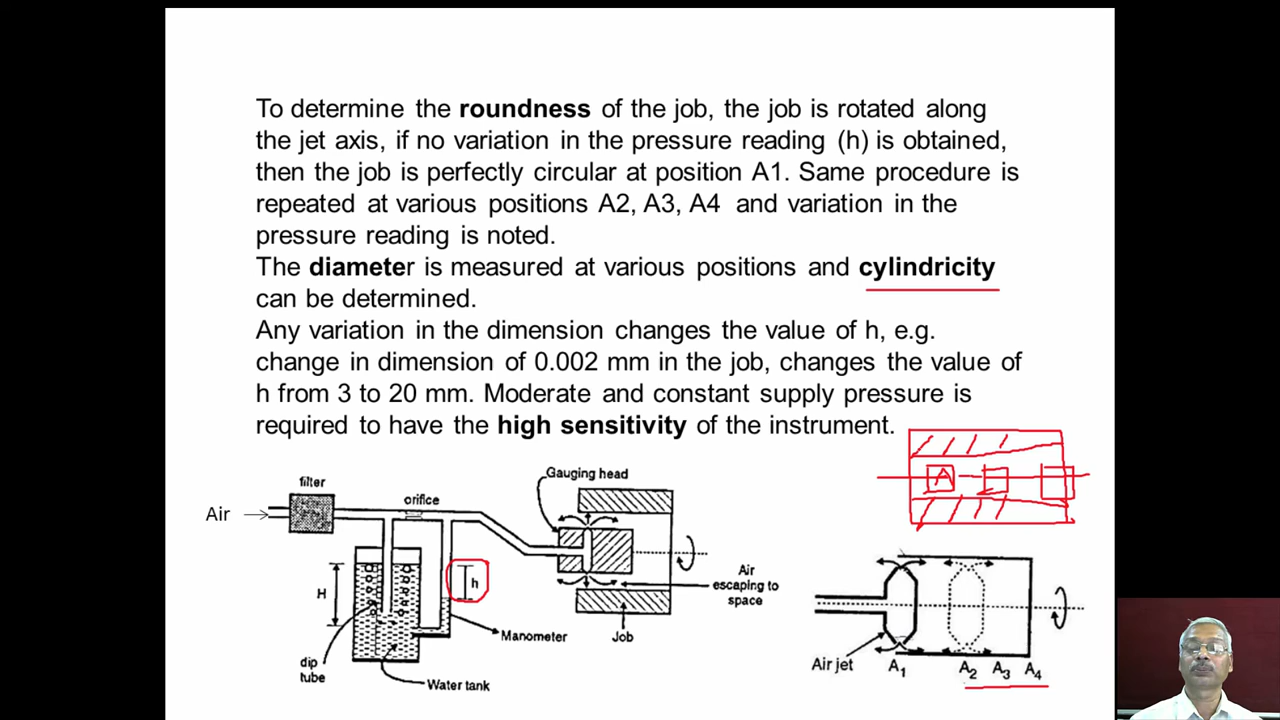 To determine the roundness of the job, the job is rotated along
the jet axis, if no variation in the pressure reading (h) is obtained,
then the job is perfectly circular at position A1. Same procedure is
repeated at various positions A2, A3, A4 and variation in the
pressure reading is noted.
The diameter is measured at various positions and cylindricity
can be determined.
Any variation in the dimension changes the value of h, e.g.
change in dimension of 0.002 mm in the job, changes the value of
h from 3 to 20 mm. Moderate and constant supply pressure is
required to have the high sensitivity of the instrument.
filter
orifice
Gauging head
Air
H
h
Air
escaping to
space
Manometer
Job
dip
tube
Water tank
A
Air jet
A1 A2 A3 A4